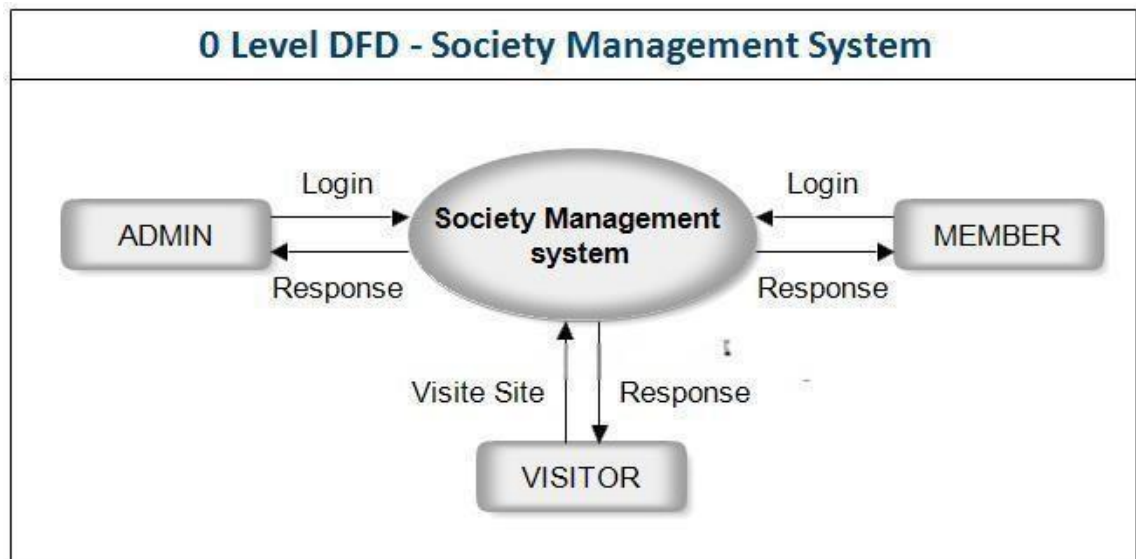 0 Level DFD - Society Management System
Login
Login
ADMIN
Society Management
system
MEMBER
Response
Response
Visite Site
Response
VISITOR